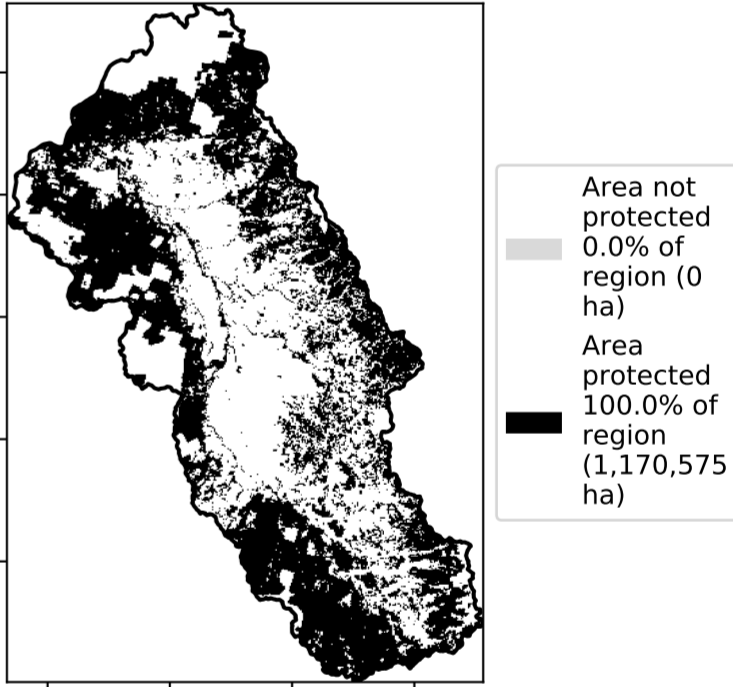 Area not
protected
0.0% of
region (0
ha)
Area
protected
100.0% of
region
(1,170,575
ha)